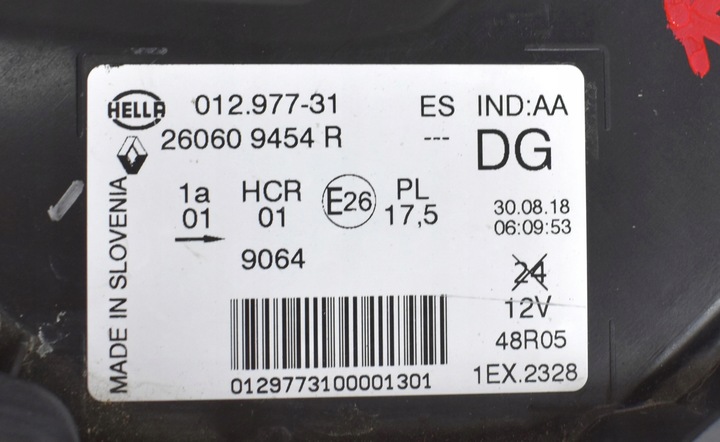 HELLA 012.977-31 ES IND:AA
26060 9454 R --- DG
1a HCR E26 PL
01 01 17,5
30.08.18
06:09:53
9064
24
12V
48R05
0129773100001301 1EX.2328
MADE IN SLOVENIA